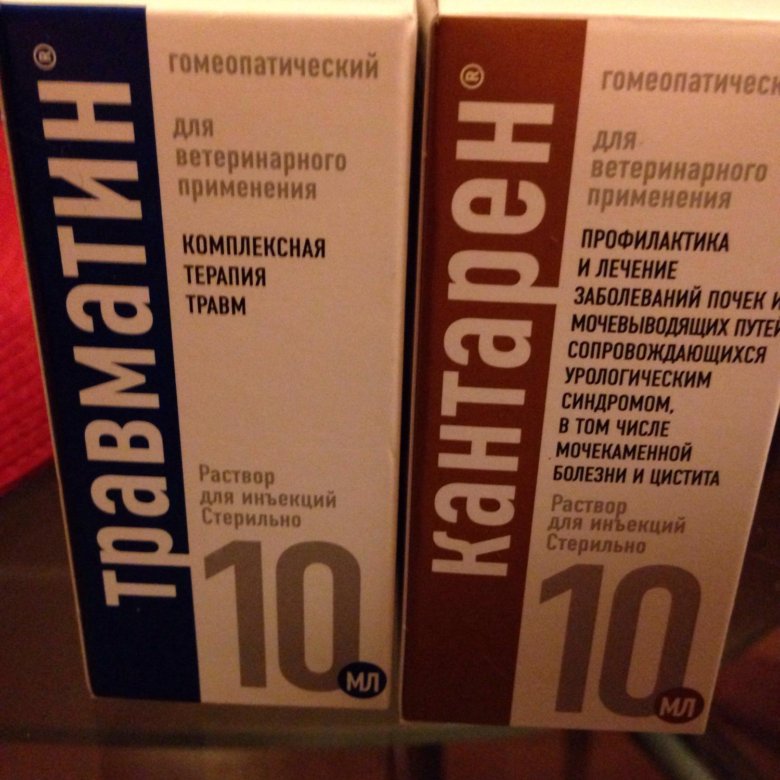 травматин®
гомеопатический
для
ветеринарного
применения
КОМПЛЕКСНАЯ
ТЕРАПИЯ
ТРАВМ
Раствор
для инъекций
Стерильно
10
МЛ
кантарен®
гомеопатическ
для
ветеринарного
применения
ПРОФИЛАКТИКА
И ЛЕЧЕНИЕ
ЗАБОЛЕВАНИЙ ПОЧЕК И
МОЧЕВЫВОДЯЩИХ ПУТЕЙ
СОПРОВОЖДАЮЩИХСЯ
УРОЛОГИЧЕСКИМ
СИНДРОМОМ,
В ТОМ ЧИСЛЕ
МОЧЕКАМЕННОЙ
БОЛЕЗНИ И ЦИСТИТА
Раствор
для инъекций
Стерильно
10
МЛ